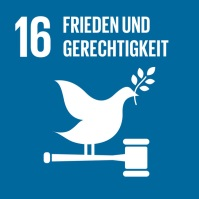 16 FRIEDEN UND
GERECHTIGKEIT